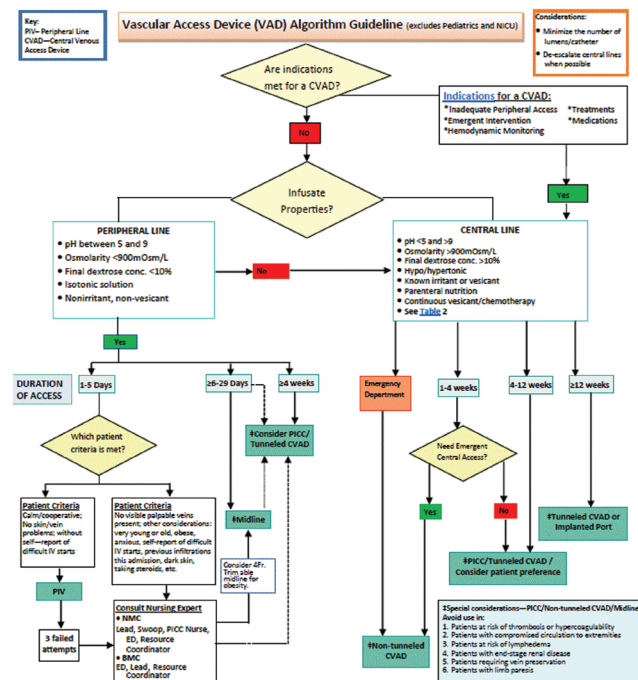 Key:
PIV– Peripheral Line
CVAD—Central Venous
Access Device
Vascular Access Device (VAD) Algorithm Guideline (excludes Pediatrics and NICU)
Considerations:
• Minimize the number of
lumens/catheter
• De-escalate central lines
when possible
Are indications
met for a CVAD?
Indications for a CVAD:
*Inadequate Peripheral Access *Treatments
*Emergent Intervention *Medications
*Hemodynamic Monitoring
No
Yes
Infusate
Properties?
PERIPHERAL LINE
• pH between 5 and 9
• Osmolarity <900mOsm/L
• Final dextrose conc. <10%
• Isotonic solution
• Nonirritant, non-vesicant
No
CENTRAL LINE
• pH <5 and >9
• Osmolarity >900mOsm/L
• Final dextrose conc. >10%
• Hypo/hypertonic
• Known irritant or vesicant
• Parenteral nutrition
• Continuous vesicant/chemotherapy
• See Table 2
Yes
DURATION
OF ACCESS
1-5 Days
≥6-29 Days
≥4 weeks
Emergency
Department
1-4 weeks
4-12 weeks
≥12 weeks
Which patient
criteria is met?
‡Consider PICC/
Tunneled CVAD
Need Emergent
Central Access?
Patient Criteria
Calm/cooperative;
No skin/vein
problems; without
self—report of
difficult IV starts
Patient Criteria
No visible palpable veins
present; other considerations:
very young or old, obese,
anxious, self-report of difficult
IV starts, previous infiltrations
this admission, dark skin,
taking steroids, etc.
‡Midline
Yes
No
‡Tunneled CVAD or
Implanted Port
Consider 4Fr.
Trim able
midline for
obesity.
‡PICC/Tunneled CVAD /
Consider patient preference
PIV
3 failed
attempts
Consult Nursing Expert
• NMC
Lead, Swoop, PICC Nurse,
ED, Resource
Coordinator
• BMC
ED, Lead, Resource
Coordinator
‡Non-tunneled
CVAD
‡Special considerations—PICC/Non-tunneled CVAD/Midline
Avoid use in:
1. Patients at risk of thrombosis or hypercoagulability
2. Patients with compromised circulation to extremities
3. Patients at risk of lymphedema
4. Patients with end-stage renal disease
5. Patients requiring vein preservation
6. Patients with limb paresis